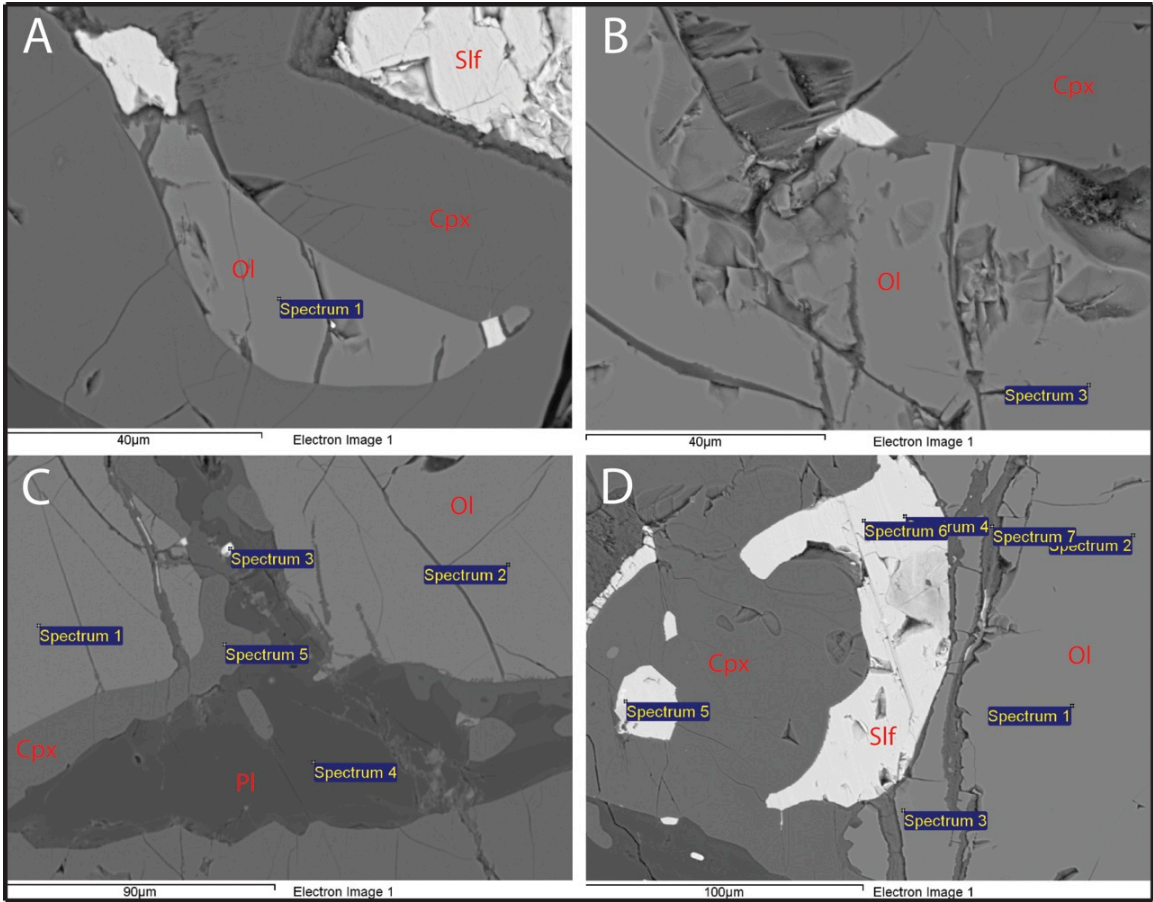 A
Slf
Cpx
Ol
Spectrum 1
40µm
Electron Image 1
B
Cpx
Ol
Spectrum 3
40µm
Electron Image 1
C
Ol
Spectrum 3
Spectrum 2
Spectrum 1
Spectrum 5
Cpx
Spectrum 4
Pl
90µm
Electron Image 1
D
Spectrum 6
rum 4
Spectrum 7
Spectrum 2
Ol
Cpx
Spectrum 5
Spectrum 1
Slf
Spectrum 3
100µm
Electron Image 1